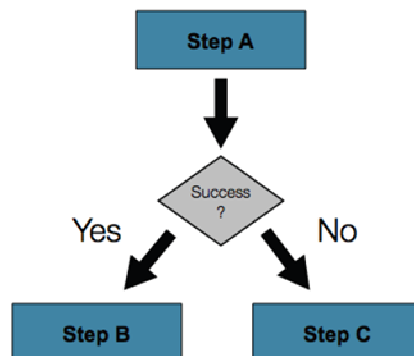 Step A
Success
?
Yes
No
Step B
Step C